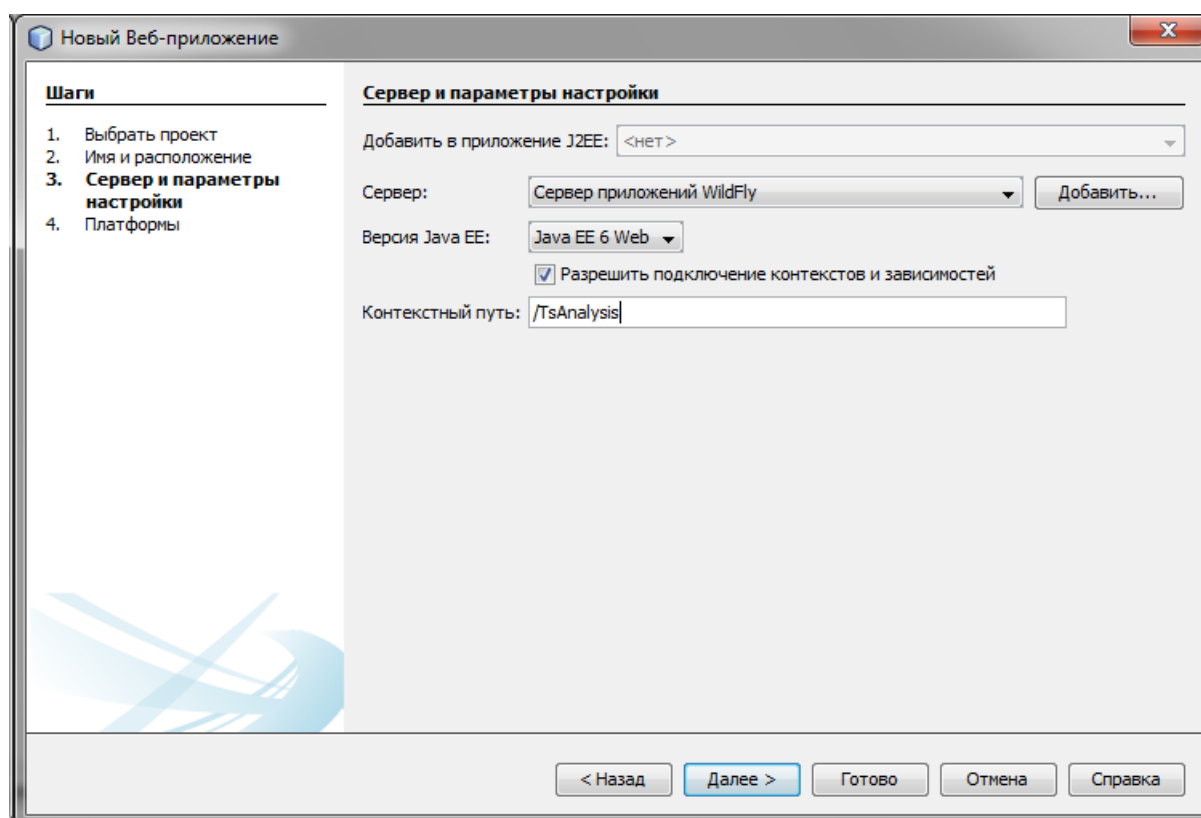 Новый Веб-приложение
Шаги
1. Выбрать проект
2. Имя и расположение
3. Сервер и параметры
настройки
4. Платформы
Сервер и параметры настройки
Добавить в приложение J2EE: <нет>
Сервер: Сервер приложений WildFly Добавить...
Версия Java EE: Java EE 6 Web
Разрешить подключение контекстов и зависимостей
Контекстный путь: /TsAnalysis
< Назад Далее > Готово Отмена Справка